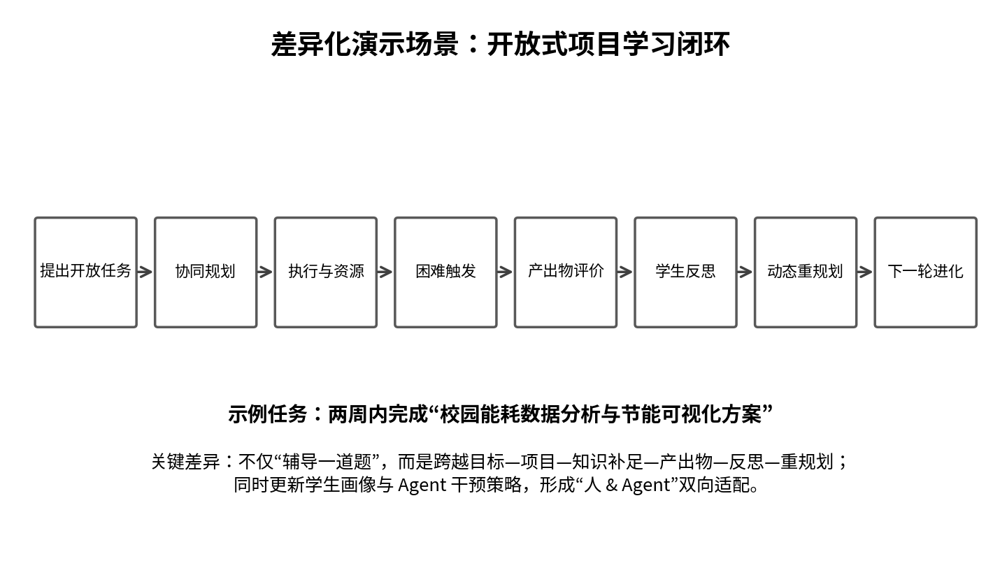 差异化演示场景：开放式项目学习闭环
提出开放任务
协同规划
执行与资源
困难触发
产出物评价
学生反思
动态重规划
下一轮进化
示例任务：两周内完成“校园能耗数据分析与节能可视化方案”
关键差异：不仅“辅导一道题”，而是跨越目标—项目—知识补足—产出物—反思—重规划；
同时更新学生画像与 Agent 干预策略，形成“人 & Agent”双向适配。